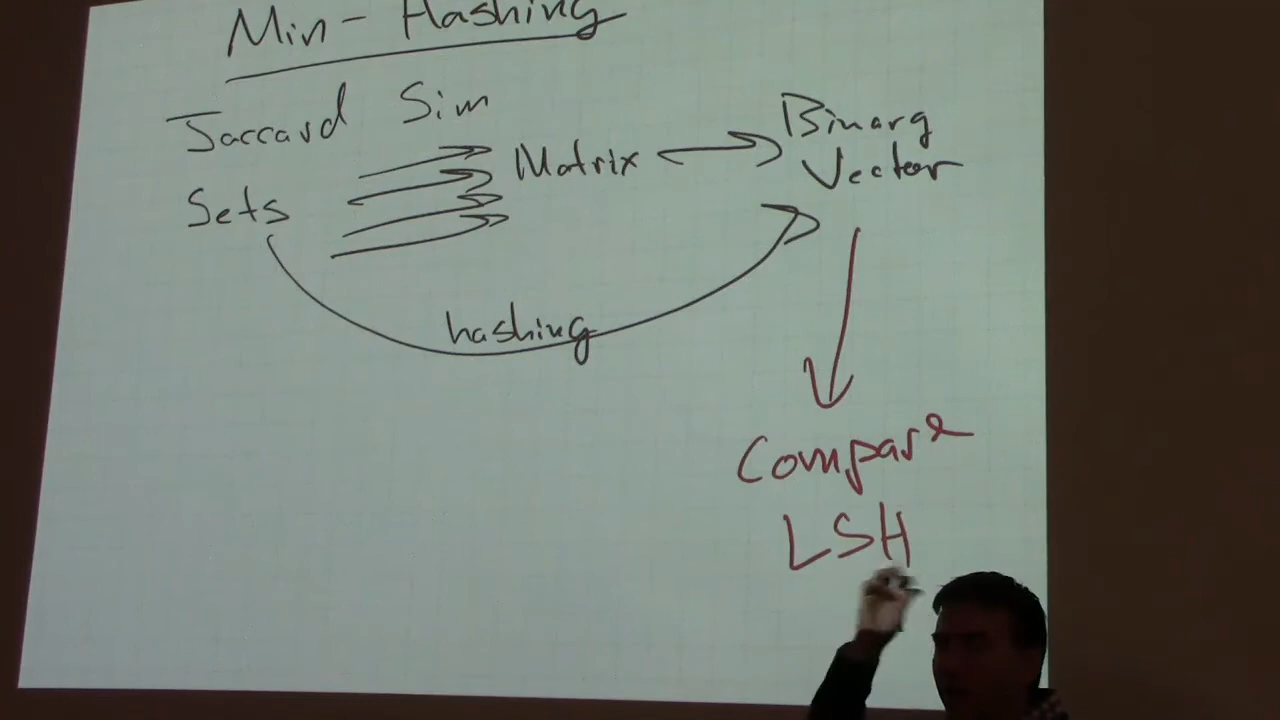 Min-Hashing
Jaccard Sim
Sets
Matrix
Binary
Vector
hashing
Compare
LSH